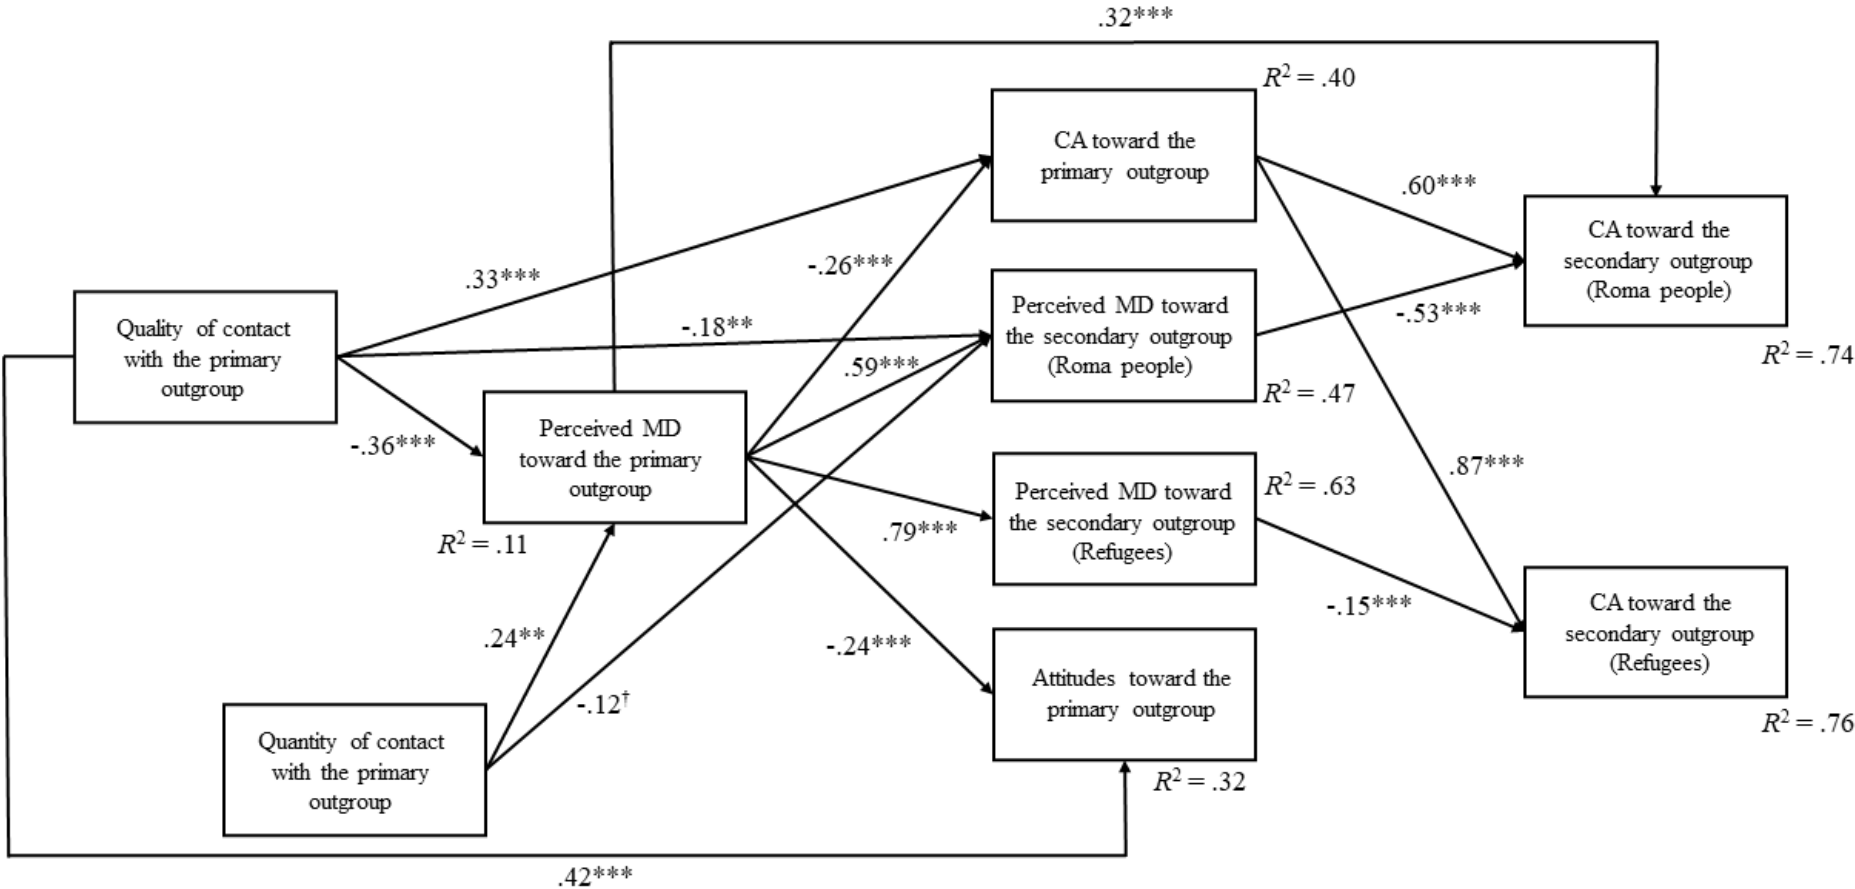 .32***
R² = .40
CA toward the
primary outgroup
.60***
CA toward the
secondary outgroup
(Roma people)
R² = .74
.33***
-.26***
Perceived MD toward
the secondary outgroup
(Roma people)
-.53***
R² = .47
-.18**
.59***
Quality of contact
with the primary
outgroup
-.36***
Perceived MD
toward the primary
outgroup
R² = .11
Perceived MD toward
the secondary outgroup
(Refugees)
R² = .63
.87***
.79***
-.15***
CA toward the
secondary outgroup
(Refugees)
R² = .76
.24**
-.24***
-.12†
Attitudes toward the
primary outgroup
R² = .32
Quantity of contact
with the primary
outgroup
.42***